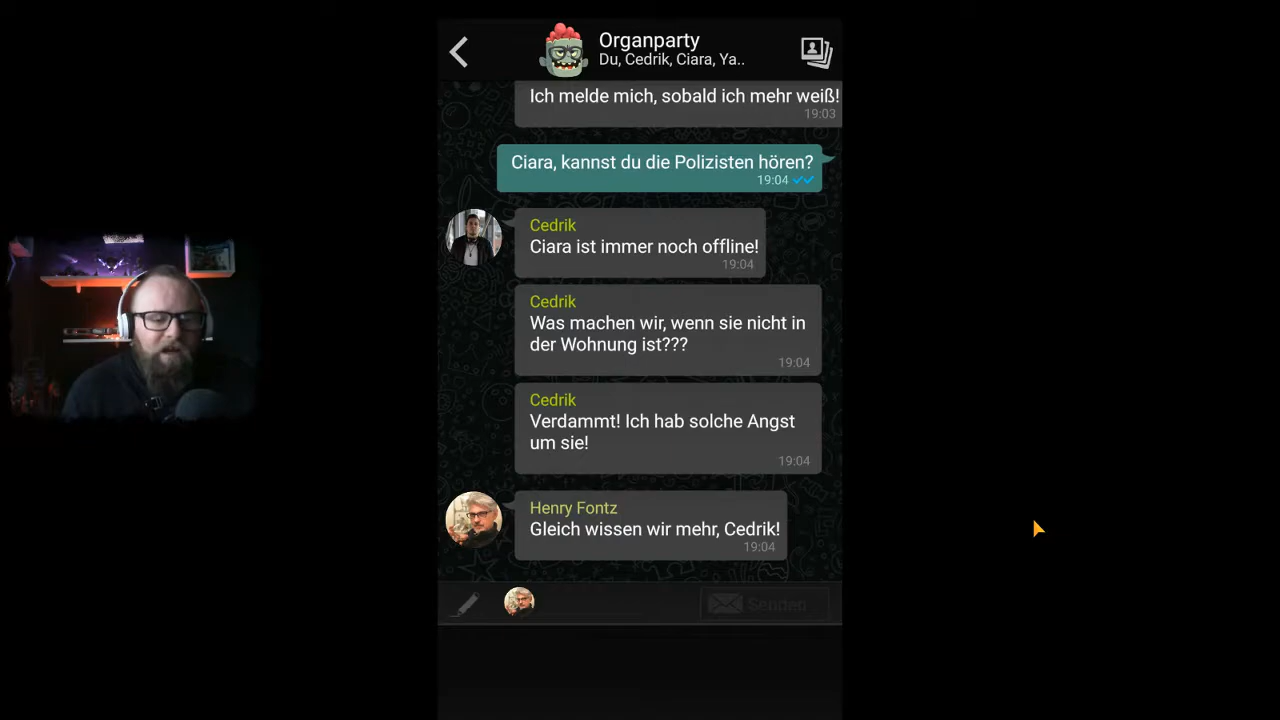 Organparty
Du, Cedrik, Ciara, Ya..
Ich melde mich, sobald ich mehr weiß!
19:03
Ciara, kannst du die Polizisten hören?
19:04
Cedrik
Ciara ist immer noch offline!
19:04
Cedrik
Was machen wir, wenn sie nicht in
der Wohnung ist???
19:04
Cedrik
Verdammt! Ich hab solche Angst
um sie!
19:04
Henry Fontz
Gleich wissen wir mehr, Cedrik!
19:04
Senden